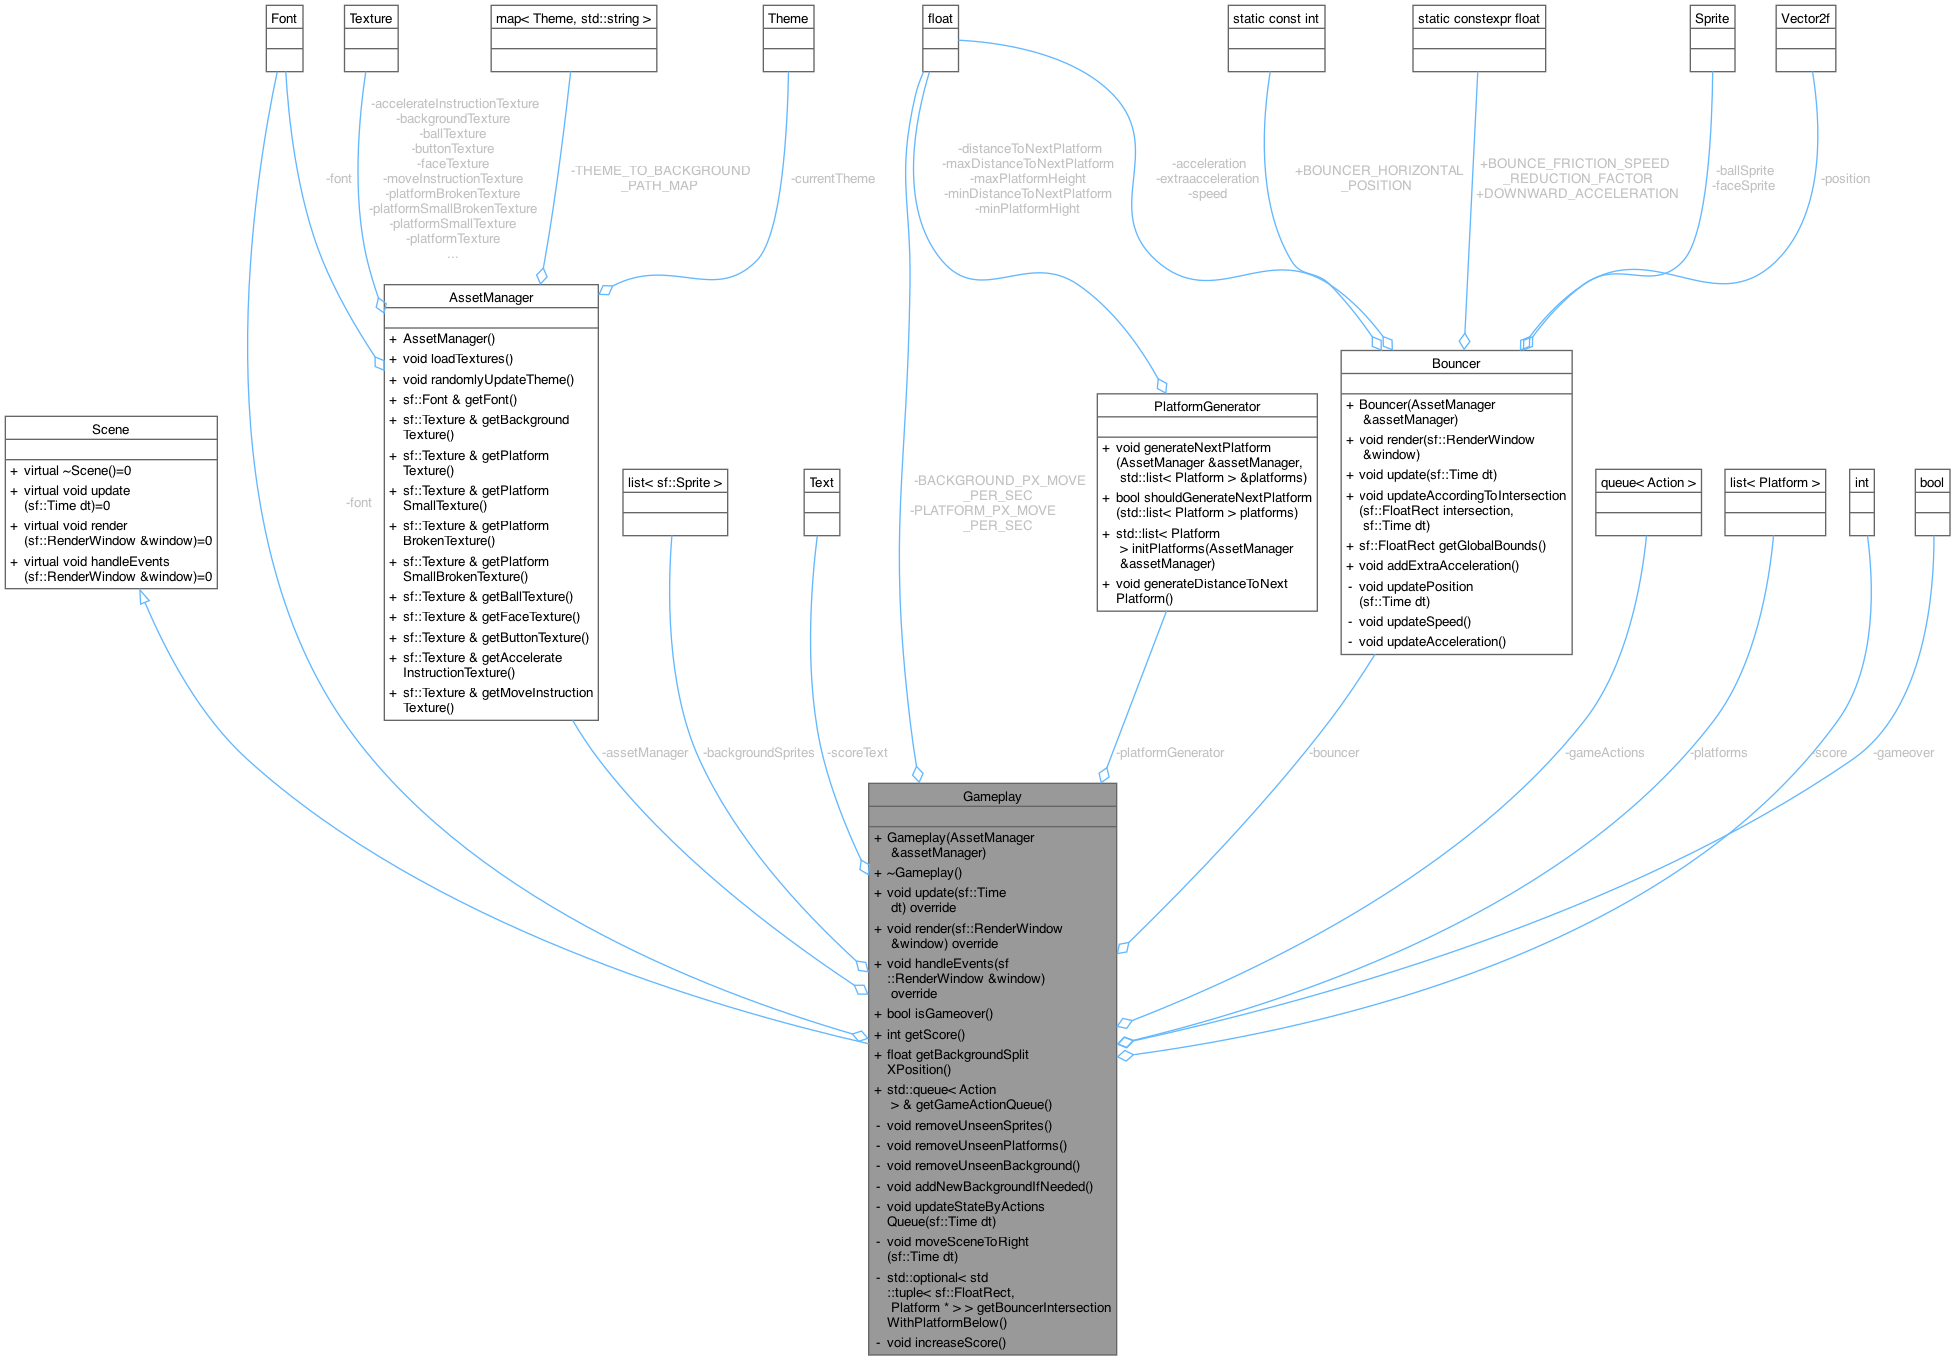 Font
Texture
map< Theme, std::string >
Theme
float
static const int
static constexpr float
Sprite
Vector2f
-font
-accelerateInstructionTexture
-backgroundTexture
-ballTexture
-buttonTexture
-faceTexture
-moveInstructionTexture
-platformBrokenTexture
-platformSmallBrokenTexture
-platformSmallTexture
-platformTexture
...
-THEME_TO_BACKGROUND
_PATH_MAP
-currentTheme
-distanceToNextPlatform
-maxDistanceToNextPlatform
-maxPlatformHeight
-minDistanceToNextPlatform
-minPlatformHight
-acceleration
-extraacceleration
-speed
+BOUNCER_HORIZONTAL
_POSITION
+BOUNCE_FRICTION_SPEED
_REDUCTION_FACTOR
+DOWNWARD_ACCELERATION
-ballSprite
-faceSprite
-position
AssetManager
+ AssetManager()
+ void loadTextures()
+ void randomlyUpdateTheme()
+ sf::Font & getFont()
+ sf::Texture & getBackground
Texture()
+ sf::Texture & getPlatform
Texture()
+ sf::Texture & getPlatform
SmallTexture()
+ sf::Texture & getPlatform
BrokenTexture()
+ sf::Texture & getPlatform
SmallBrokenTexture()
+ sf::Texture & getBallTexture()
+ sf::Texture & getFaceTexture()
+ sf::Texture & getButtonTexture()
+ sf::Texture & getAccelerate
InstructionTexture()
+ sf::Texture & getMoveInstruction
Texture()
Bouncer
+ Bouncer(AssetManager
&assetManager)
+ void render(sf::RenderWindow
&window)
+ void update(sf::Time dt)
+ void updateAccordingToIntersection
(sf::FloatRect intersection,
sf::Time dt)
+ sf::FloatRect getGlobalBounds()
+ void addExtraAcceleration()
- void updatePosition
(sf::Time dt)
- void updateSpeed()
- void updateAcceleration()
PlatformGenerator
+ void generateNextPlatform
(AssetManager &assetManager,
std::list< Platform > &platforms)
+ bool shouldGenerateNextPlatform
(std::list< Platform > platforms)
+ std::list< Platform
> initPlatforms(AssetManager
&assetManager)
+ void generateDistanceToNext
Platform()
Scene
+ virtual ~Scene()=0
+ virtual void update
(sf::Time dt)=0
+ virtual void render
(sf::RenderWindow &window)=0
+ virtual void handleEvents
(sf::RenderWindow &window)=0
list< sf::Sprite >
Text
queue< Action >
list< Platform >
int
bool
-font
-BACKGROUND_PX_MOVE
_PER_SEC
-PLATFORM_PX_MOVE
_PER_SEC
-assetManager
-backgroundSprites
-scoreText
-platformGenerator
-bouncer
-gameActions
-platforms
-score
-gameover
Gameplay
+ Gameplay(AssetManager
&assetManager)
+ ~Gameplay()
+ void update(sf::Time
dt) override
+ void render(sf::RenderWindow
&window) override
+ void handleEvents(sf
::RenderWindow &window)
override
+ bool isGameover()
+ int getScore()
+ float getBackgroundSplit
XPosition()
+ std::queue< Action
> & getGameActionQueue()
- void removeUnseenSprites()
- void removeUnseenPlatforms()
- void removeUnseenBackground()
- void addNewBackgroundIfNeeded()
- void updateStateByActions
Queue(sf::Time dt)
- void moveSceneToRight
(sf::Time dt)
- std::optional< std
::tuple< sf::FloatRect,
Platform * > > getBouncerIntersection
WithPlatformBelow()
- void increaseScore()